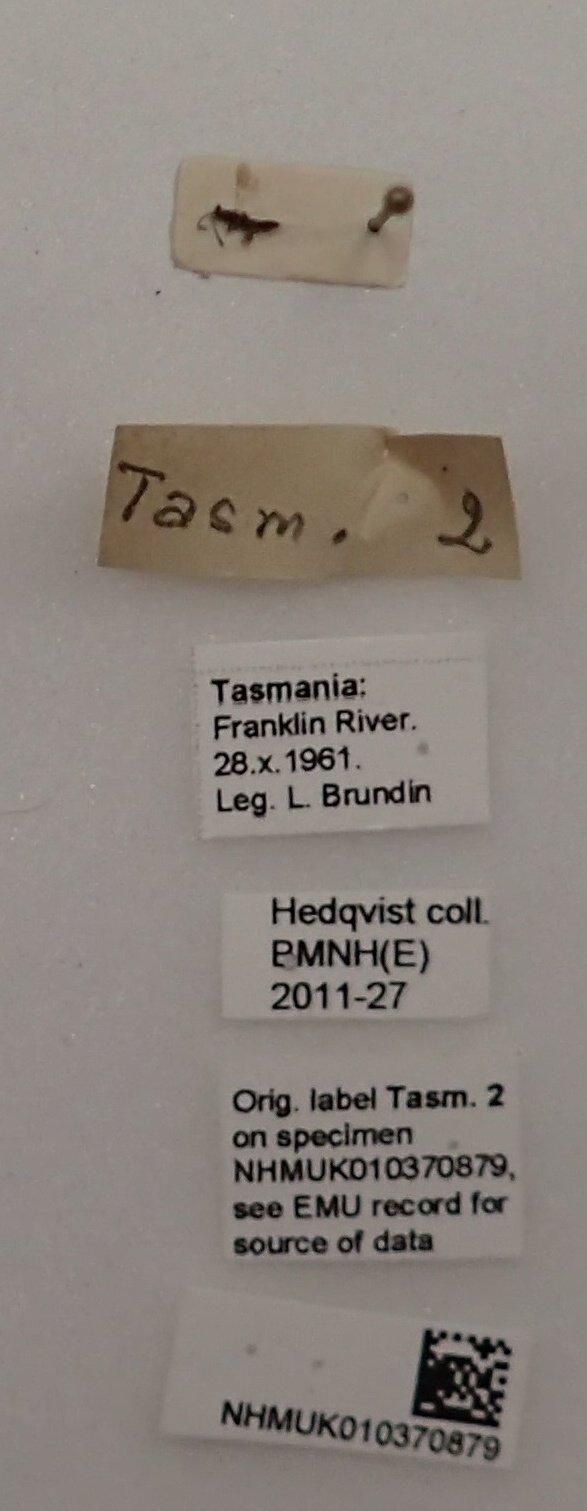 Tasm. 2
Tasmania:
Franklin River.
28.x.1961.
Leg. L. Brundin
Hedqvist coll.
BMNH(E)
2011-27
Orig. label Tasm. 2
on specimen
NHMUK010370879,
see EMU record for
source of data
NHMUK010370879